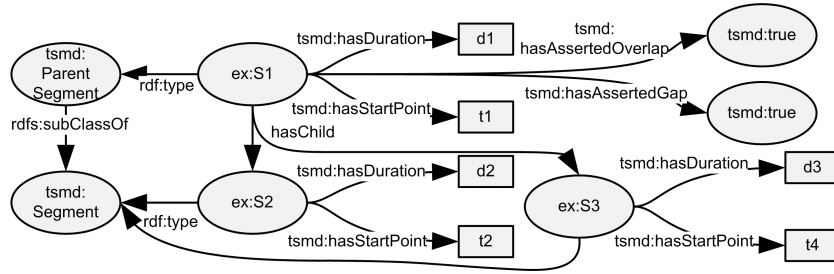 tsmd:
hasAssertedOverlap
tsmd:hasDuration
d1
tsmd:true
tsmd:
Parent
Segment
rdf:type
ex:S1
tsmd:hasAssertedGap
tsmd:true
tsmd:hasStartPoint
t1
rdfs:subClassOf
hasChild
tsmd:hasDuration
d2
tsmd:hasDuration
d3
tsmd:
Segment
rdf:type
ex:S2
ex:S3
tsmd:hasStartPoint
t2
tsmd:hasStartPoint
t4